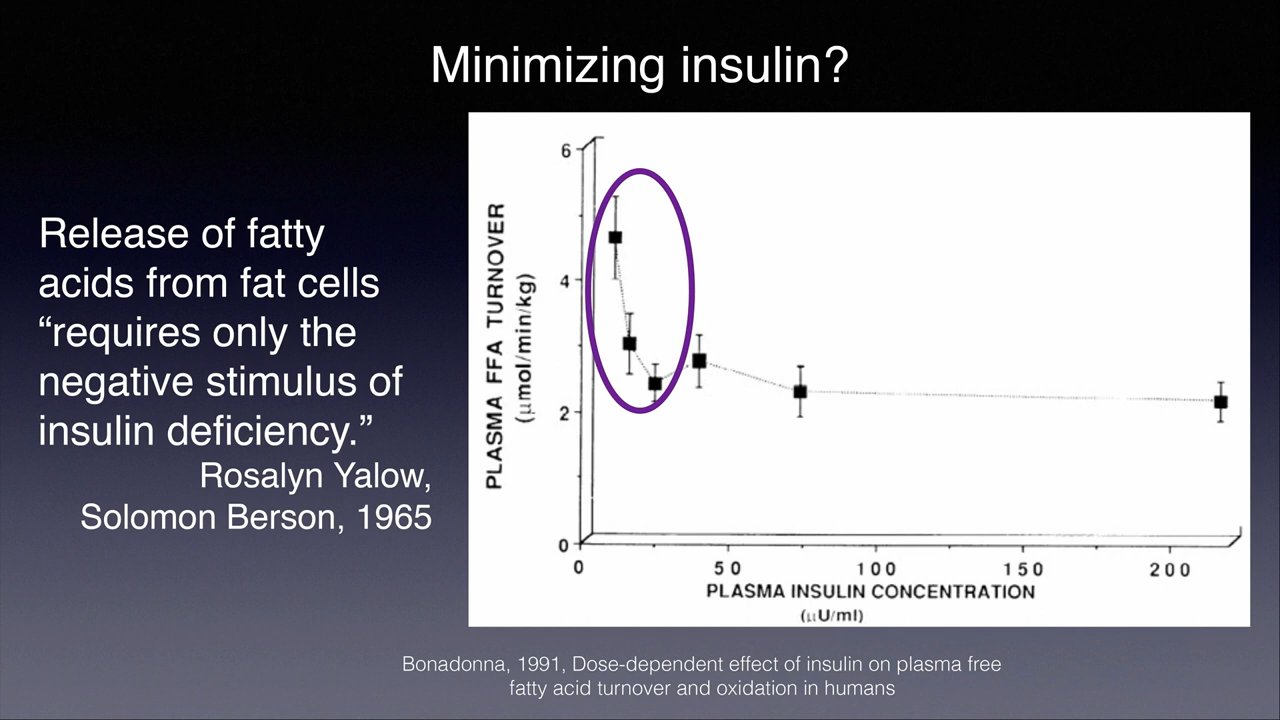 Minimizing insulin?
Release of fatty
acids from fat cells
“requires only the
negative stimulus of
insulin deficiency.”
Rosalyn Yalow,
Solomon Berson, 1965
PLASMA FFA TURNOVER
(μmol/min/kg)
6
4
2
0
0 50 100 150 200
PLASMA INSULIN CONCENTRATION
(μU/ml)
Bonadonna, 1991, Dose-dependent effect of insulin on plasma free
fatty acid turnover and oxidation in humans